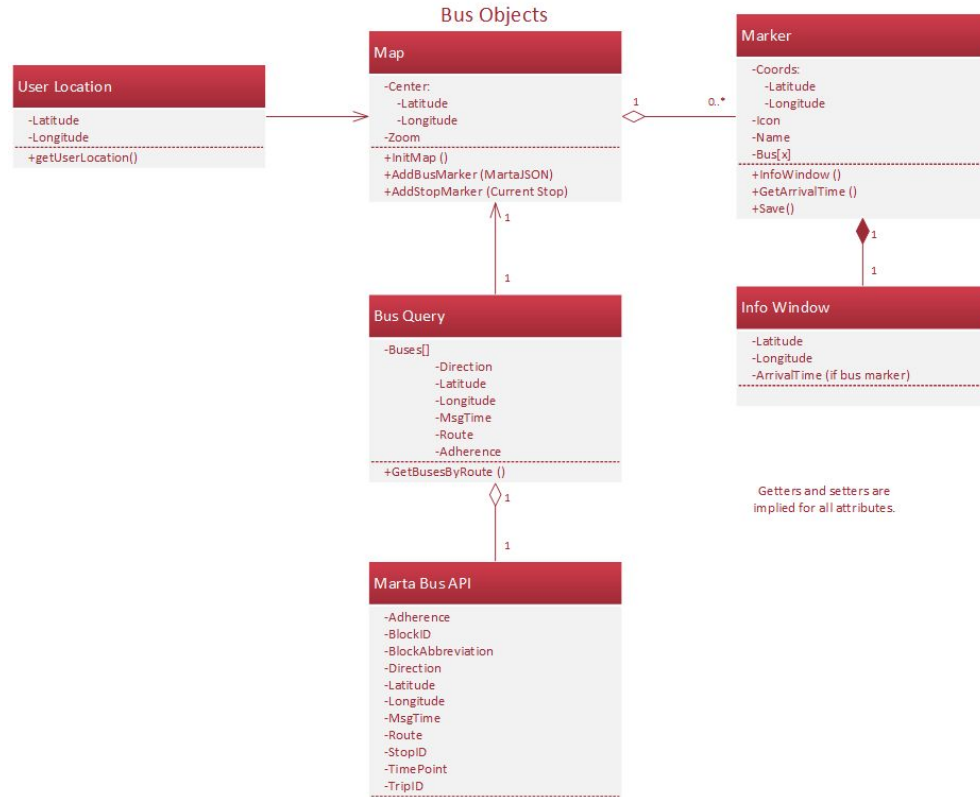 Bus Objects
User Location
-Latitude
-Longitude
+getUserLocation()
Map
-Center:
-Latitude
-Longitude
-Zoom
+InitMap ()
+AddBusMarker (MartaJSON)
+AddStopMarker (Current Stop)
1
0..*
Marker
-Coords:
-Latitude
-Longitude
-Icon
-Name
-Bus[x]
+InfoWindow ()
+GetArrivalTime ()
+Save()
1
1
1
1
Bus Query
-Buses[]
-Direction
-Latitude
-Longitude
-MsgTime
-Route
-Adherence
+GetBusesByRoute ()
Info Window
-Latitude
-Longitude
-ArrivalTime (if bus marker)
Getters and setters are
implied for all attributes.
1
1
Marta Bus API
-Adherence
-BlockID
-BlockAbbreviation
-Direction
-Latitude
-Longitude
-MsgTime
-Route
-StopID
-TimePoint
-TripID